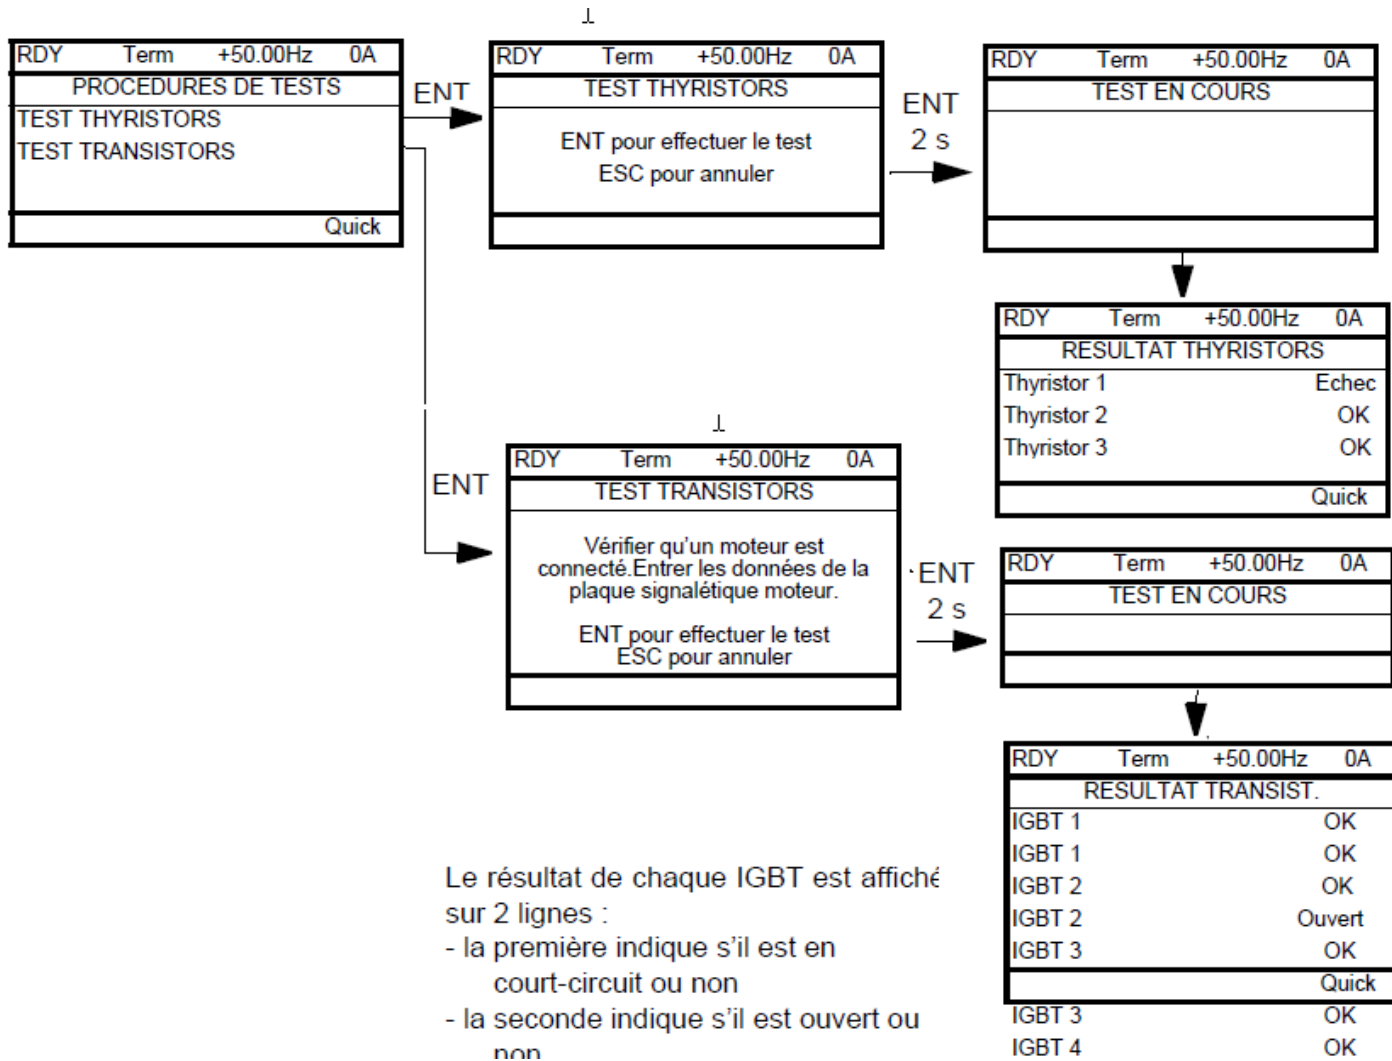 RDY Term +50.00Hz 0A
PROCEDURES DE TESTS
TEST THYRISTORS
TEST TRANSISTORS
Quick
ENT
RDY Term +50.00Hz 0A
TEST THYRISTORS
ENT pour effectuer le test
ESC pour annuler
ENT
2 s
RDY Term +50.00Hz 0A
TEST EN COURS
RDY Term +50.00Hz 0A
RESULTAT THYRISTORS
Thyristor 1 Echec
Thyristor 2 OK
Thyristor 3 OK
Quick
ENT
RDY Term +50.00Hz 0A
TEST TRANSISTORS
Vérifier qu'un moteur est
connecté.Entrer les données de la
plaque signalétique moteur.
ENT pour effectuer le test
ESC pour annuler
ENT
2 s
RDY Term +50.00Hz 0A
TEST EN COURS
RDY Term +50.00Hz 0A
RESULTAT TRANSIST.
IGBT 1 OK
IGBT 1 OK
IGBT 2 OK
IGBT 2 Ouvert
IGBT 3 OK
Quick
IGBT 3 OK
IGBT 4 OK
Le résultat de chaque IGBT est affiché
sur 2 lignes :
- la première indique s'il est en
court-circuit ou non
- la seconde indique s'il est ouvert ou
non